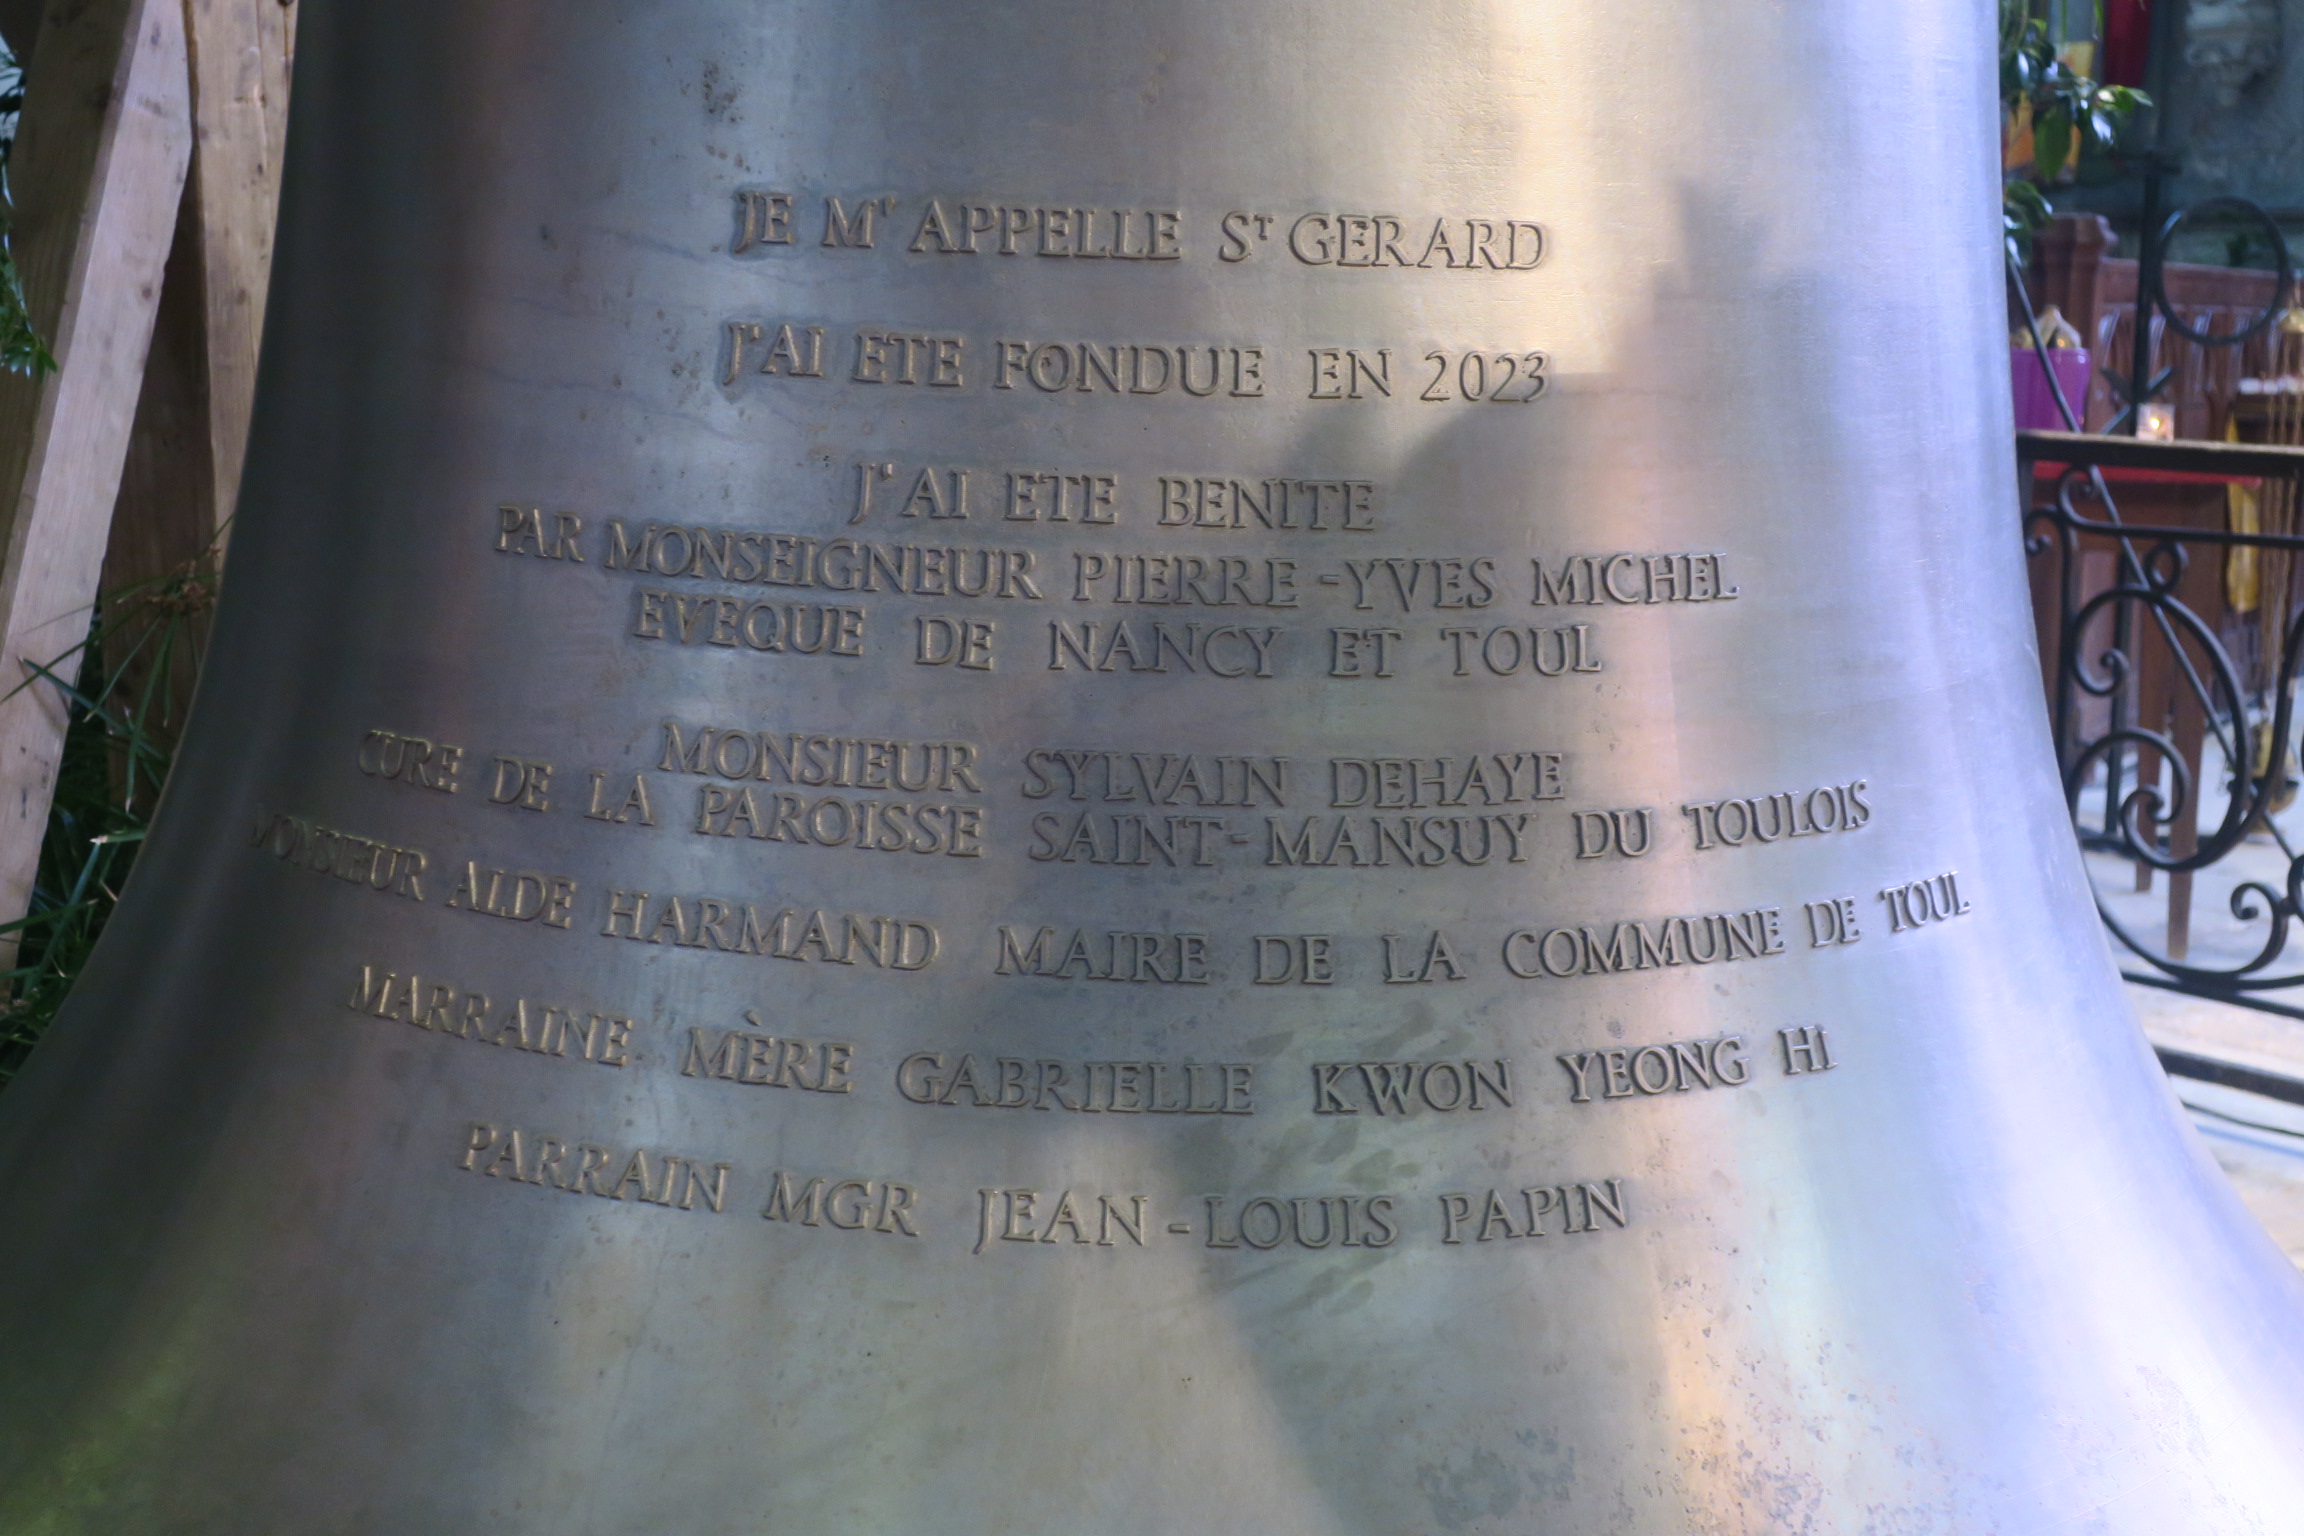 JE M'APPELLE ST GERARD
J'AI ETE FONDUE EN 2023
J'AI ETE BENITE
PAR MONSEIGNEUR PIERRE-YVES MICHEL
EVEQUE DE NANCY ET TOUL
MONSIEUR SYLVAIN DEHAYE
CURE DE LA PAROISSE SAINT-MANSUY DU TOULOIS
MONSIEUR ALDE HARMAND MAIRE DE LA COMMUNE DE TOUL
MARRAINE MÈRE GABRIELLE KWON YEONG HI
PARRAIN MGR JEAN-LOUIS PAPIN